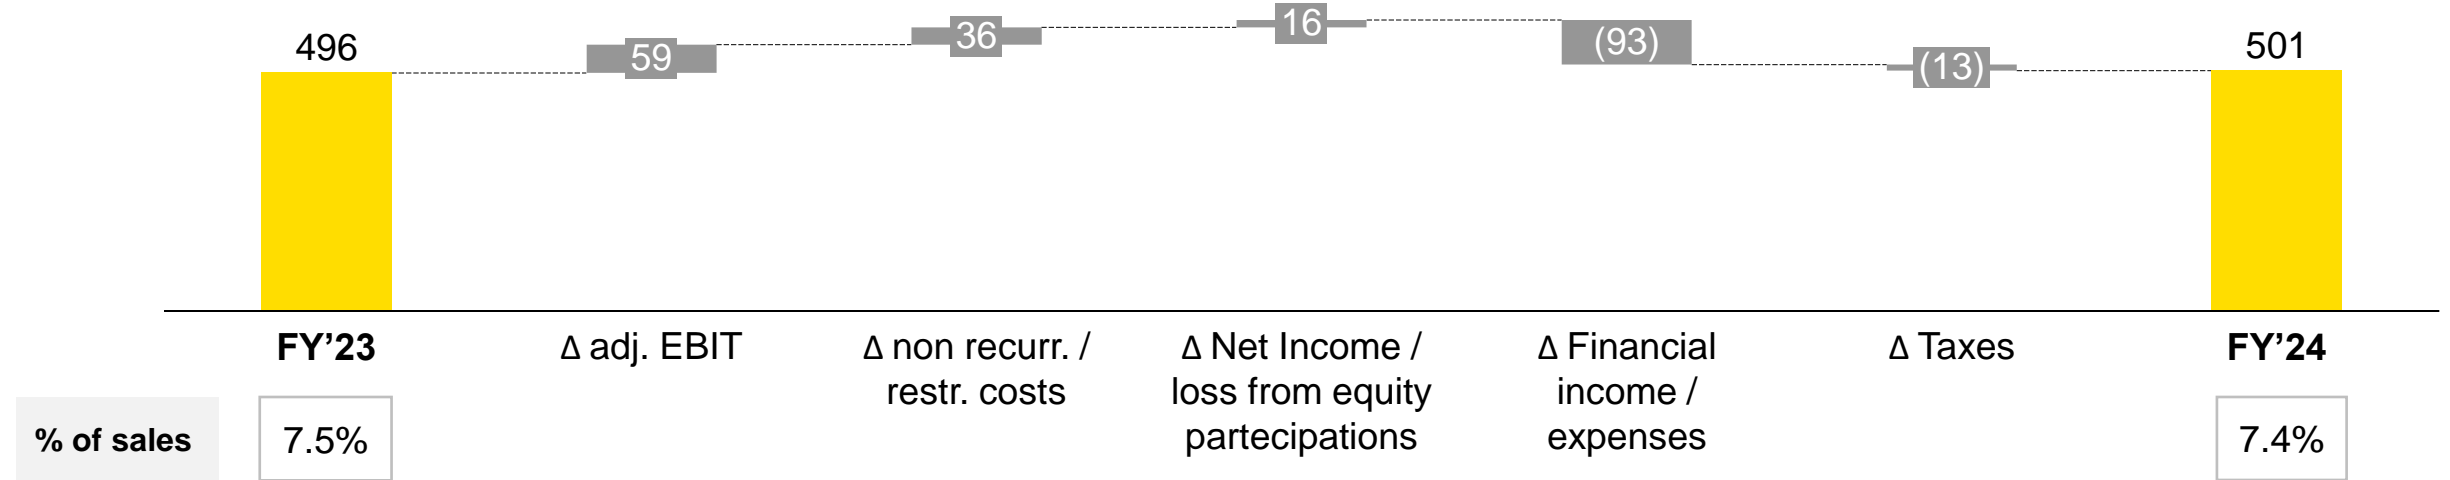 496
59
36
16
(93)
(13)
501
FY’23
Δ adj. EBIT
Δ non recurr. /
restr. costs
Δ Net Income /
loss from equity
partecipations
Δ Financial
income /
expenses
Δ Taxes
FY’24
% of sales
7.5%
7.4%